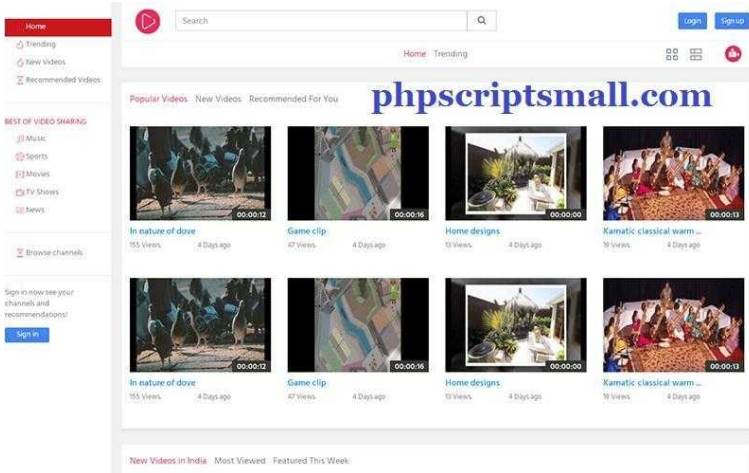 Home
Trending
New Videos
Recommended Videos
BEST OF VIDEO SHARING
Music
Sports
Movies
TV Shows
News
Browse channels
Sign in now see your
channels and
recommendations!
Sign in
Search
Login Sign up
Home Trending
Popular Videos New Videos Recommended For You
phpscriptsmall.com
00:00:12 00:00:16 00:00:00 00:00:13
In nature of dove Game clip Home designs Kamatic classical warm ...
155 Views 4 Days ago 47 Views 4 Days ago 13 Views 4 Days ago 19 Views 4 Days ago
00:00:12 00:00:16 00:00:00 00:00:13
In nature of dove Game clip Home designs Kamatic classical warm ...
155 Views 4 Days ago 47 Views 4 Days ago 13 Views 4 Days ago 19 Views 4 Days ago
New Videos in India Most Viewed Featured This Week